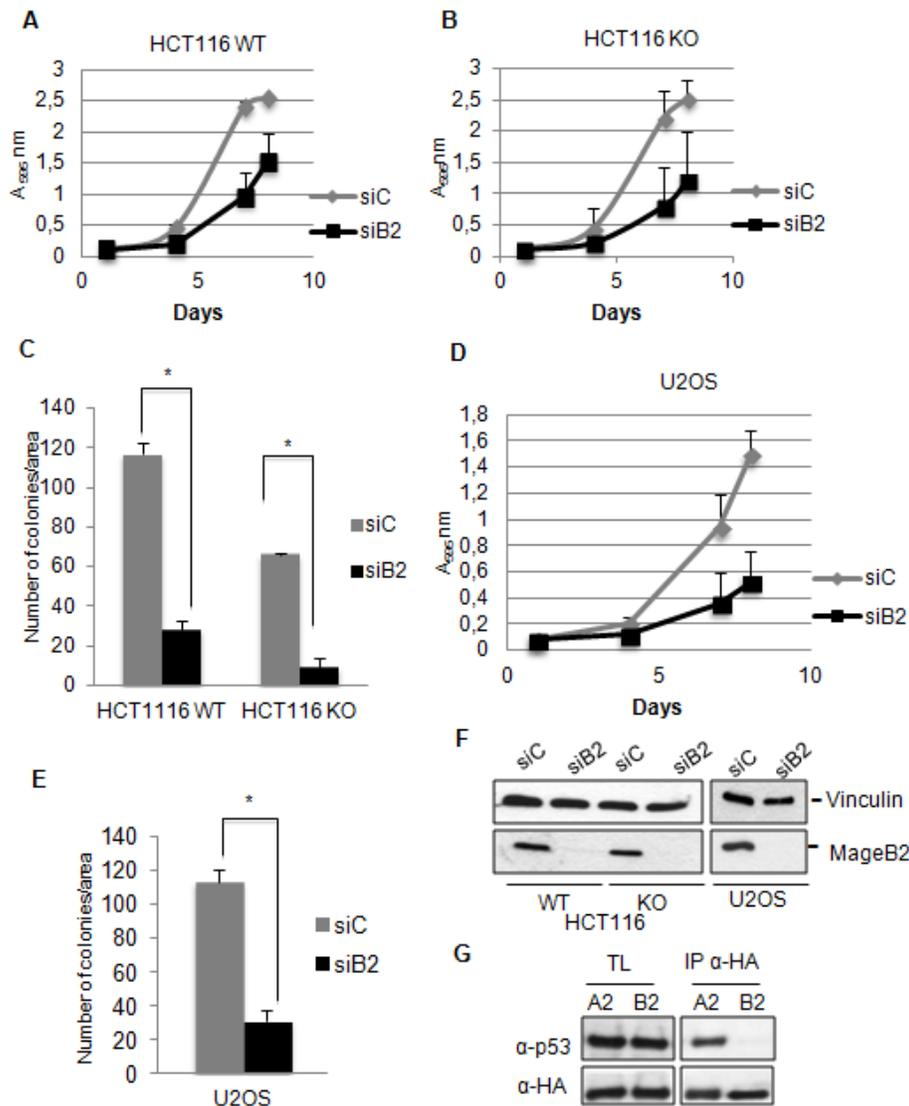 A
HCT116 WT
3
2,5
2
1,5
1
0,5
0
A 595 nm
0 5 10
Days
siC
siB2
B
HCT116 KO
3
2,5
2
1,5
1
0,5
0
A 595 nm
0 5 10
Days
siC
siB2
C
140
120
100
80
60
40
20
0
Number of colonies/area
*
*
HCT1116 WT HCT116 KO
siC
siB2
D
U2OS
1,8
1,6
1,4
1,2
1
0,8
0,6
0,4
0,2
0
A 595 nm
0 5 10
Days
siC
siB2
E
140
120
100
80
60
40
20
0
Number of colonies/area
*
U2OS
siC
siB2
F
siC siB2 siC siB2 siC siB2
Vinculin
MageB2
WT KO U2OS
HCT116
G
TL IP α-HA
A2 B2 A2 B2
α-p53
α-HA